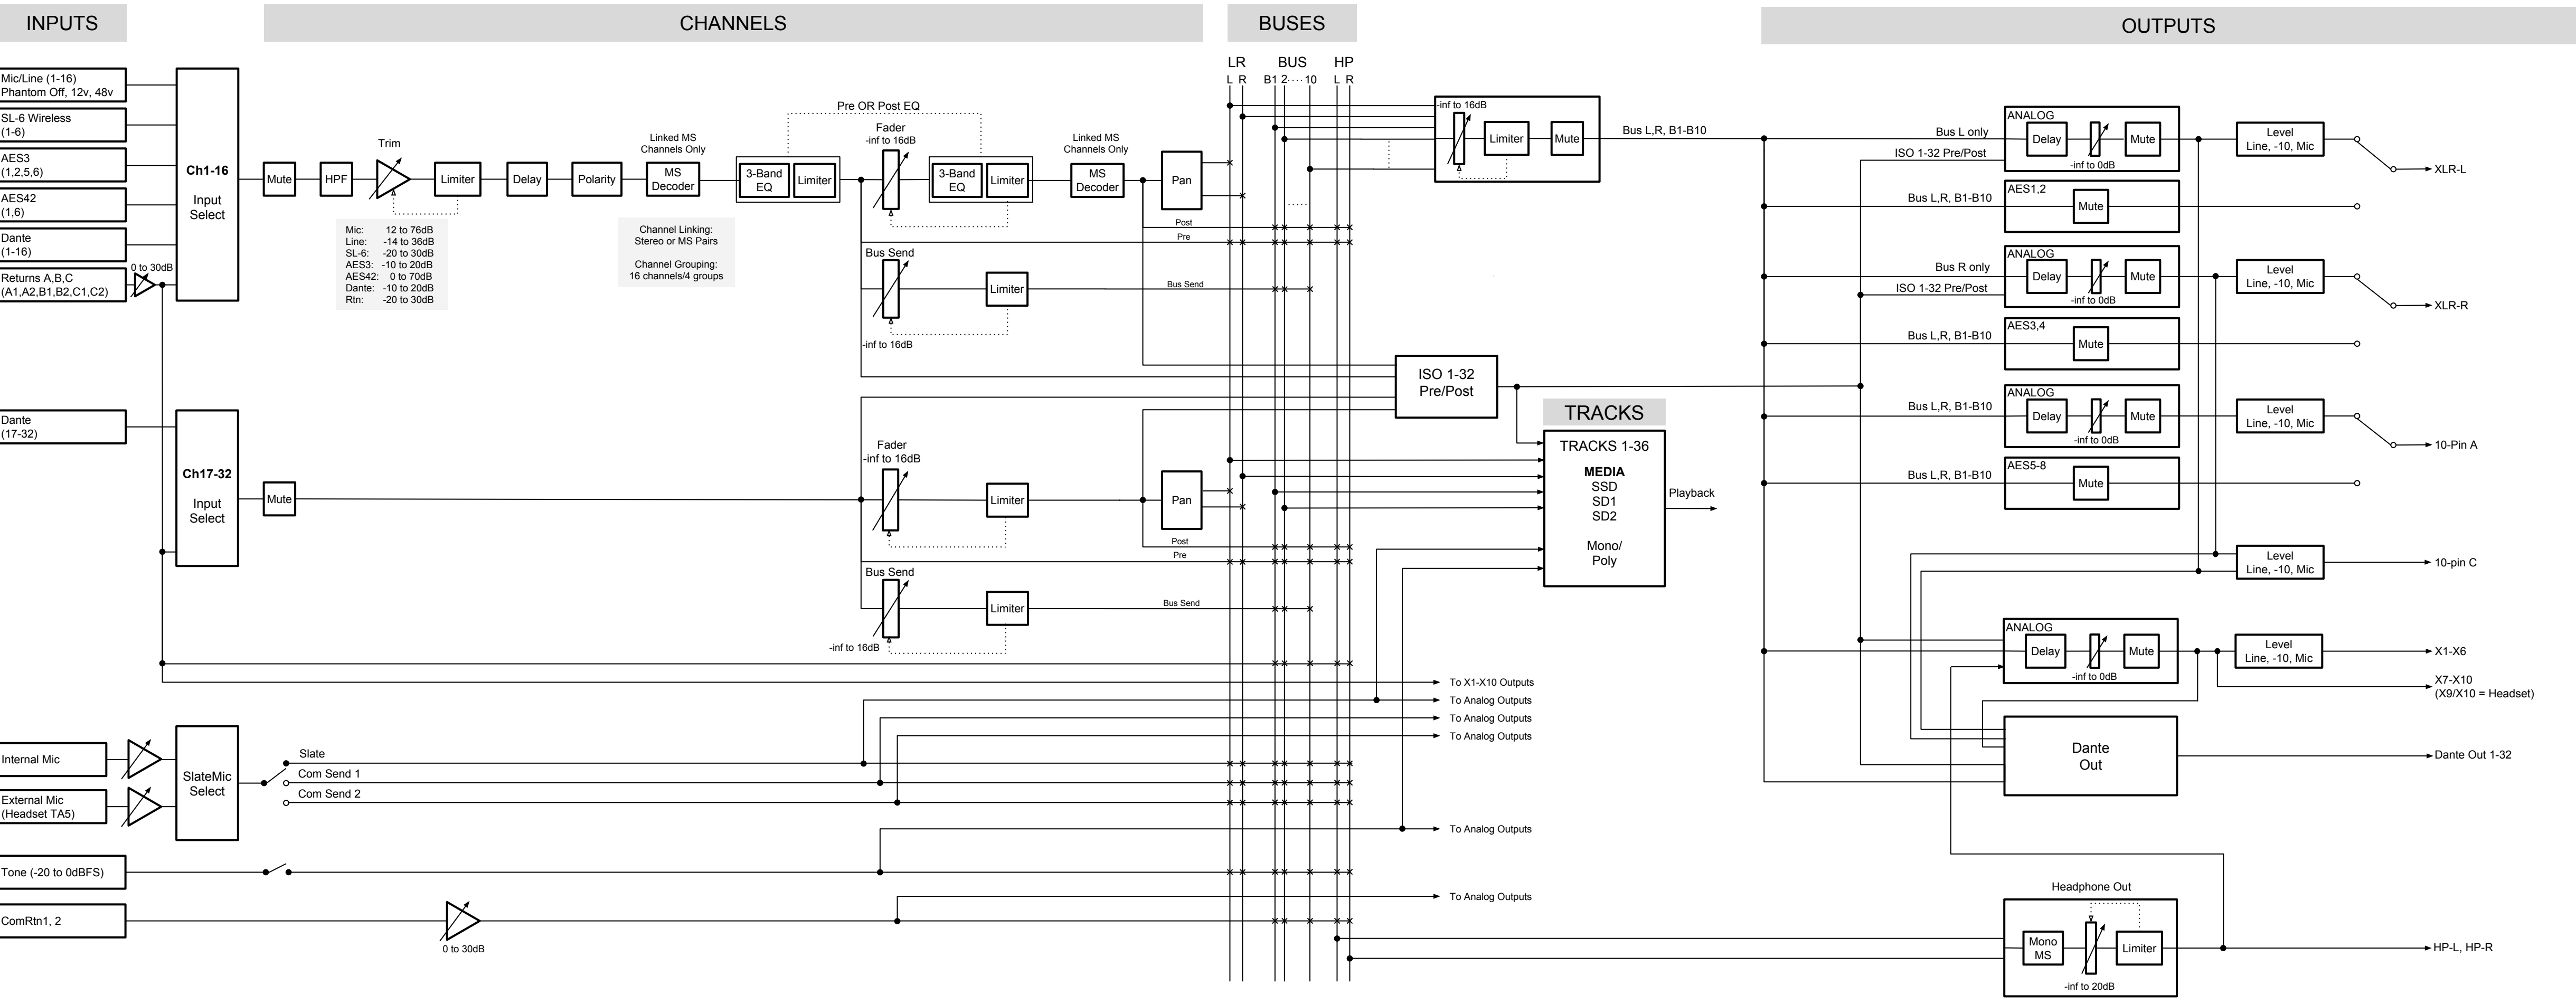 INPUTS
CHANNELS
BUSES
OUTPUTS
Mic/Line (1-16)
Phantom Off, 12v, 48v
SL-6 Wireless
(1-6)
AES3
(1,2,5,6)
AES42
(1,6)
Dante
(1-16)
Returns A,B,C
(A1,A2,B1,B2,C1,C2)
0 to 30dB
Ch1-16
Input
Select
Mute
HPF
Trim
Limiter
Delay
Polarity
Linked MS
Channels Only
MS
Decoder
Pre OR Post EQ
3-Band
EQ
Limiter
Fader
-inf to 16dB
3-Band
EQ
Limiter
Linked MS
Channels Only
MS
Decoder
Pan
Post
Pre
Mic: 12 to 76dB
Line: -14 to 36dB
SL-6: -20 to 30dB
AES3: -10 to 20dB
AES42: 0 to 70dB
Dante: -10 to 20dB
Rtn: -20 to 30dB
Channel Linking:
Stereo or MS Pairs
Channel Grouping:
16 channels/4 groups
Bus Send
Limiter
Bus Send
-inf to 16dB
Dante
(17-32)
Ch17-32
Input
Select
Mute
Fader
-inf to 16dB
Limiter
Pan
Post
Pre
Bus Send
Limiter
Bus Send
-inf to 16dB
Internal Mic
External Mic
(Headset TA5)
SlateMic
Select
Slate
Com Send 1
Com Send 2
Tone (-20 to 0dBFS)
ComRtn1, 2
0 to 30dB
LR BUS HP
L R B1 2 ···· 10 L R
-inf to 16dB
Limiter
Mute
Bus L,R, B1-B10
ISO 1-32
Pre/Post
TRACKS
TRACKS 1-36
MEDIA
SSD
SD1
SD2
Mono/
Poly
Playback
To X1-X10 Outputs
To Analog Outputs
To Analog Outputs
To Analog Outputs
To Analog Outputs
To Analog Outputs
Bus L only
ISO 1-32 Pre/Post
ANALOG
Delay
Mute
-inf to 0dB
Level
Line, -10, Mic
XLR-L
Bus L,R, B1-B10
AES1,2
Mute
Bus R only
ISO 1-32 Pre/Post
ANALOG
Delay
Mute
-inf to 0dB
Level
Line, -10, Mic
XLR-R
Bus L,R, B1-B10
AES3,4
Mute
Bus L,R, B1-B10
ANALOG
Delay
Mute
-inf to 0dB
Level
Line, -10, Mic
10-Pin A
Bus L,R, B1-B10
AES5-8
Mute
Level
Line, -10, Mic
10-pin C
ANALOG
Delay
Mute
-inf to 0dB
Level
Line, -10, Mic
X1-X6
X7-X10
(X9/X10 = Headset)
Dante
Out
Dante Out 1-32
Headphone Out
Mono
MS
Limiter
-inf to 20dB
HP-L, HP-R